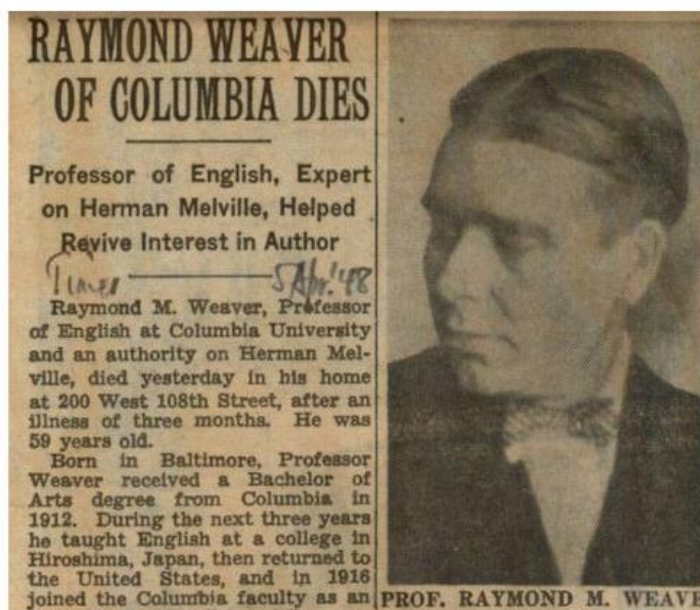 RAYMOND WEAVER
OF COLUMBIA DIES
Professor of English, Expert
on Herman Melville, Helped
Revive Interest in Author
Times 5 Apr. '48
Raymond M. Weaver, Professor
of English at Columbia University
and an authority on Herman Mel-
ville, died yesterday in his home
at 200 West 108th Street, after an
illness of three months. He was
59 years old.
Born in Baltimore, Professor
Weaver received a Bachelor of
Arts degree from Columbia in
1912. During the next three years
he taught English at a college in
Hiroshima, Japan, then returned to
the United States, and in 1916
joined the Columbia faculty as an
PROF. RAYMOND M. WEAVE